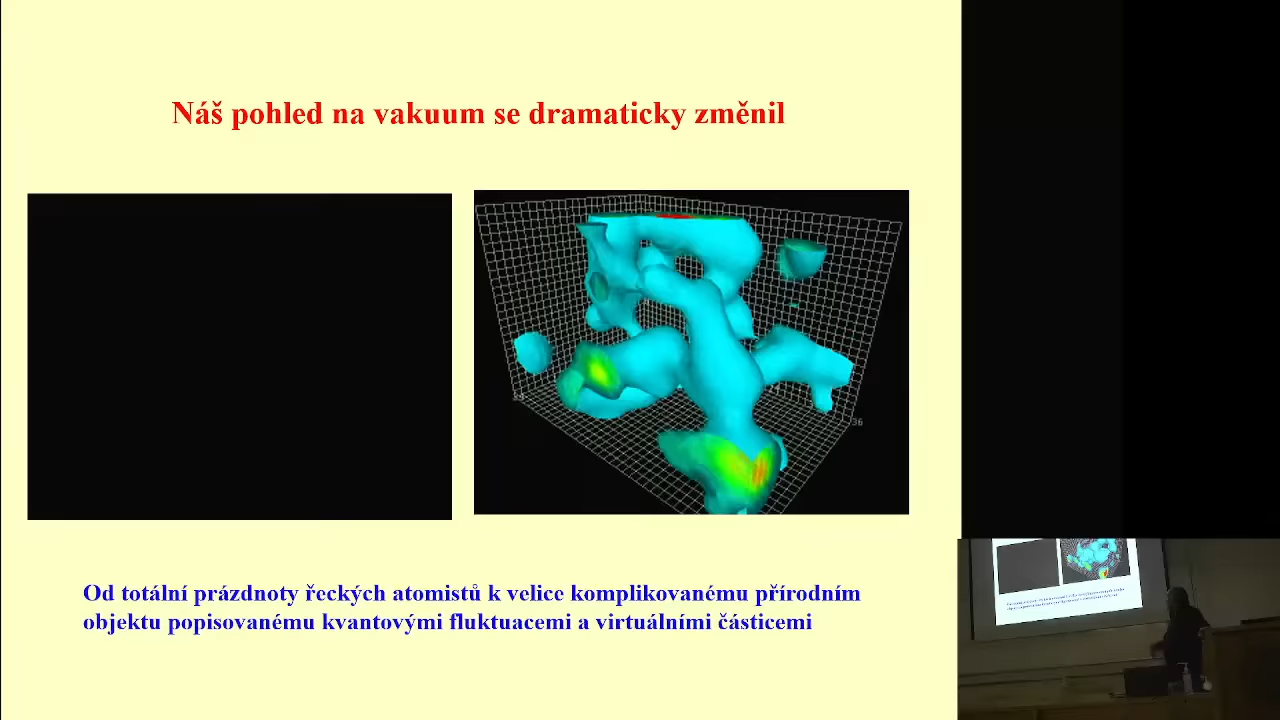 Náš pohled na vakuum se dramaticky změnil
36
Od totální prázdnoty řeckých atomistů k velice komplikovanému přírodním
objektu popisovanému kvantovými fluktuacemi a virtuálními částicemi